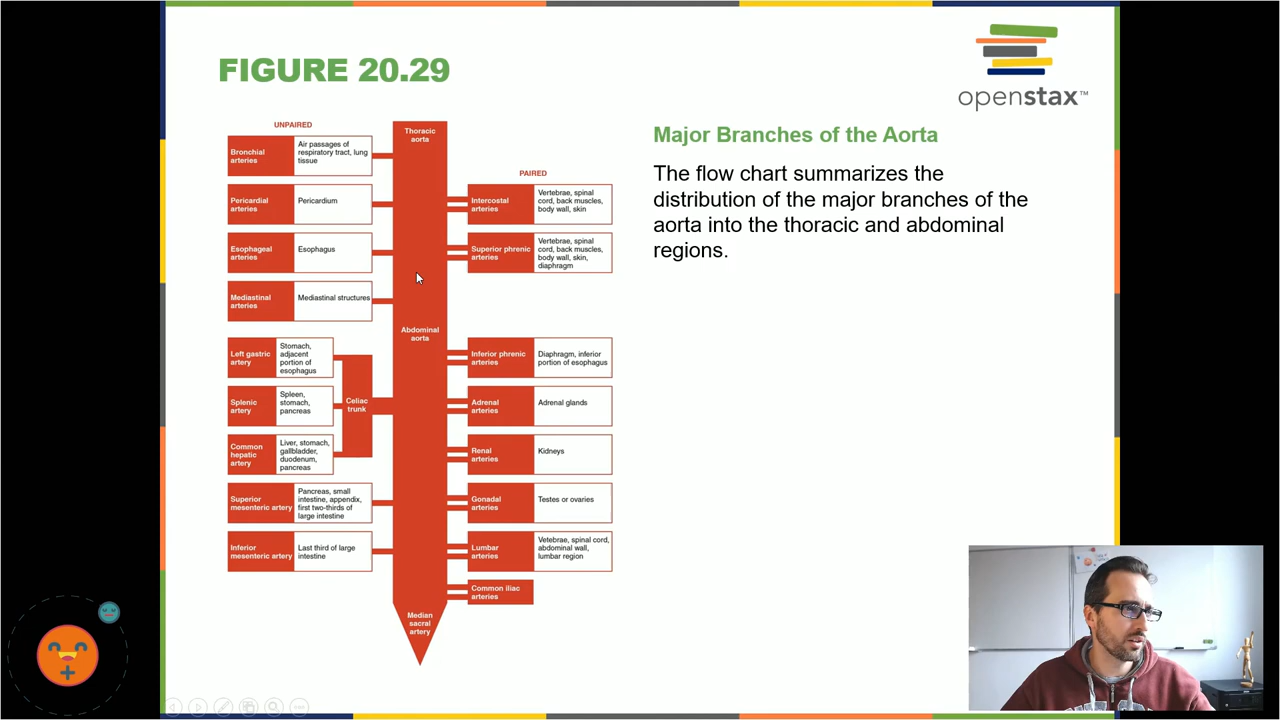 FIGURE 20.29
openstax™
UNPAIRED
Thoracic
aorta
Bronchial
arteries
Air passages of
respiratory tract, lung
tissue
Pericardial
arteries
Pericardium
Esophageal
arteries
Esophagus
Mediastinal
arteries
Mediastinal structures
PAIRED
Intercostal
arteries
Vertebrae, spinal
cord, back muscles,
body wall, skin
Superior phrenic
arteries
Vertebrae, spinal
cord, back muscles,
body wall, skin,
diaphragm
Abdominal
aorta
Left gastric
artery
Stomach,
adjacent
portion of
esophagus
Splenic
artery
Spleen,
stomach,
pancreas
Common
hepatic
artery
Liver, stomach,
gallbladder,
duodenum,
pancreas
Celiac
trunk
Superior
mesenteric artery
Pancreas, small
intestine, appendix,
first two-thirds of
large intestine
Inferior
mesenteric artery
Last third of large
intestine
Inferior phrenic
arteries
Diaphragm, inferior
portion of esophagus
Adrenal
arteries
Adrenal glands
Renal
arteries
Kidneys
Gonadal
arteries
Testes or ovaries
Lumbar
arteries
Vetebrae, spinal cord,
abdominal wall,
lumbar region
Common iliac
arteries
Median
sacral
artery
Major Branches of the Aorta
The flow chart summarizes the
distribution of the major branches of the
aorta into the thoracic and abdominal
regions.